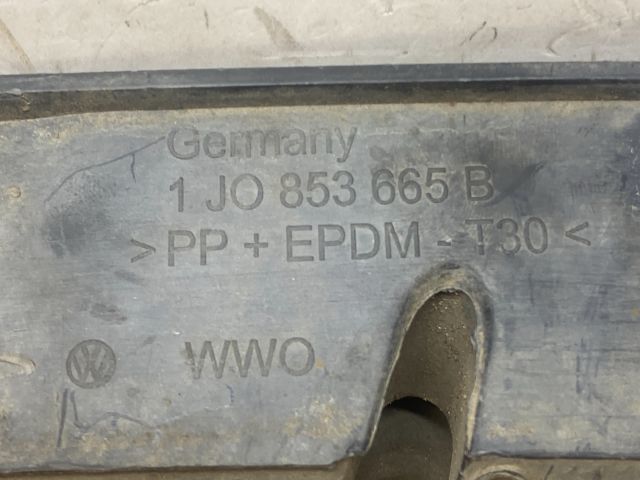 Germany
1 JO 853 665 B
>PP + EPDM - T30<
WWO